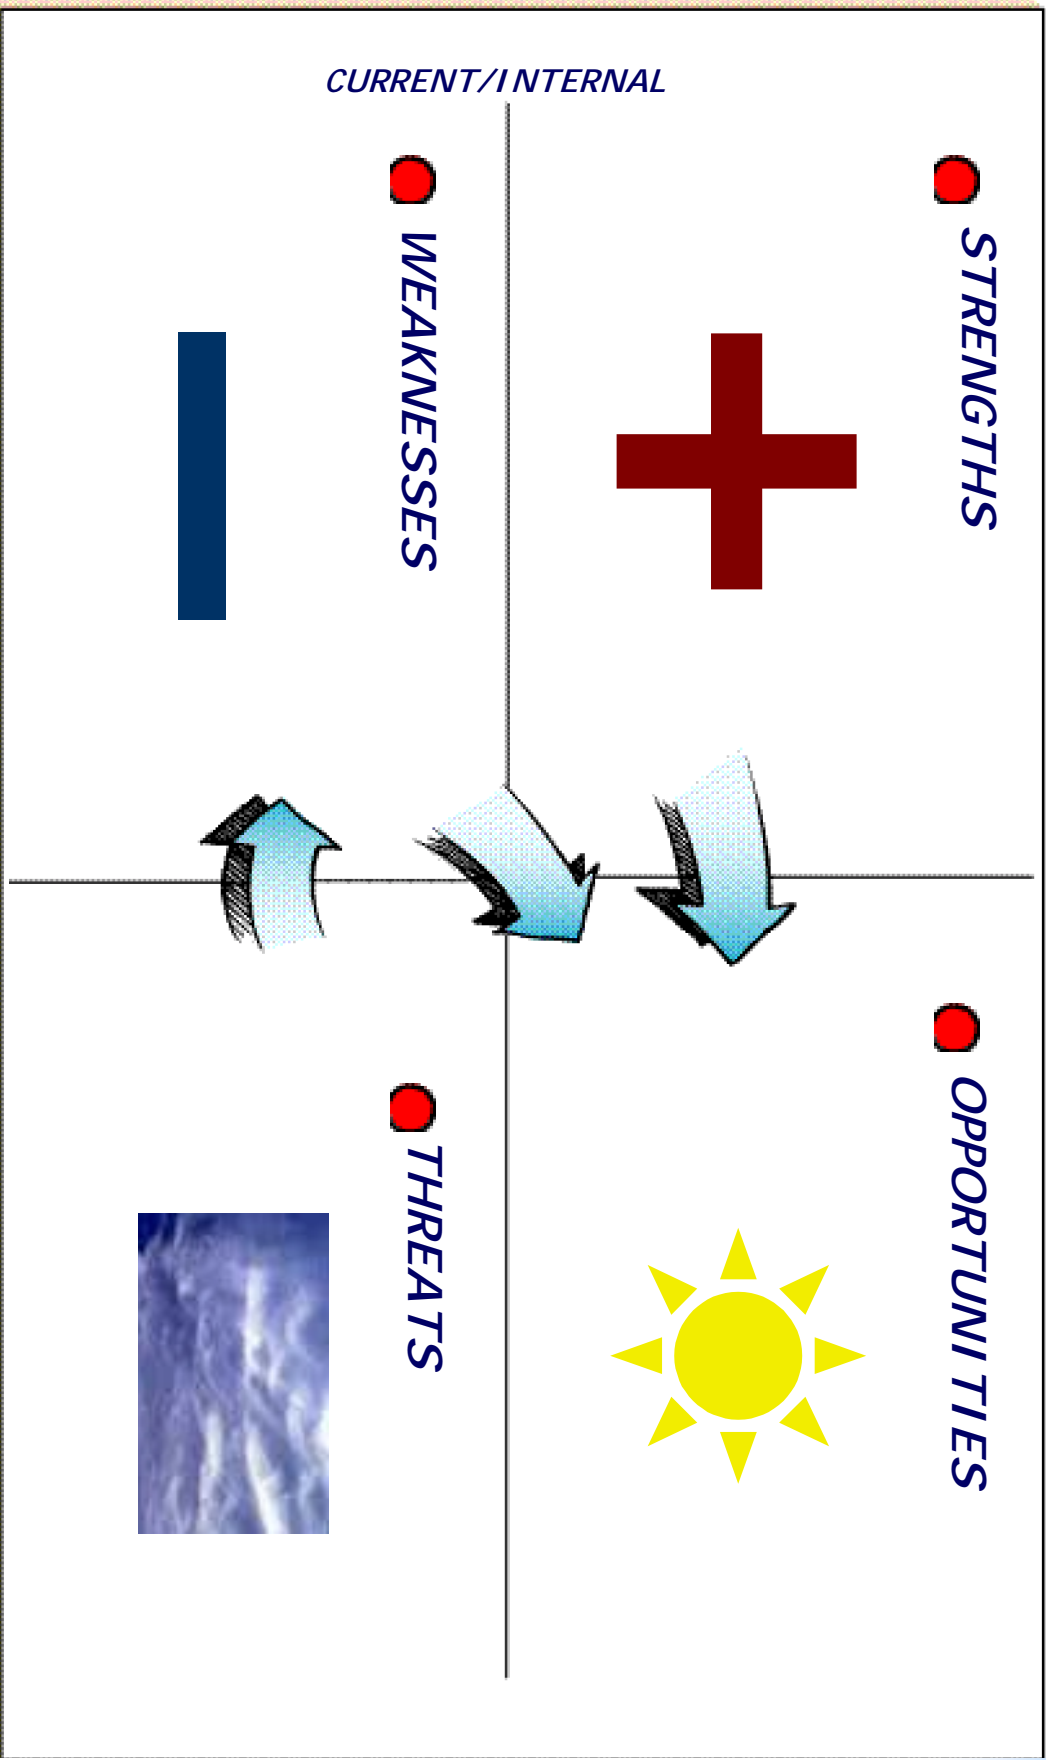 CURRENT/INTERNAL
STRENGTHS
WEAKNESSES
OPPORTUNITIES
THREATS